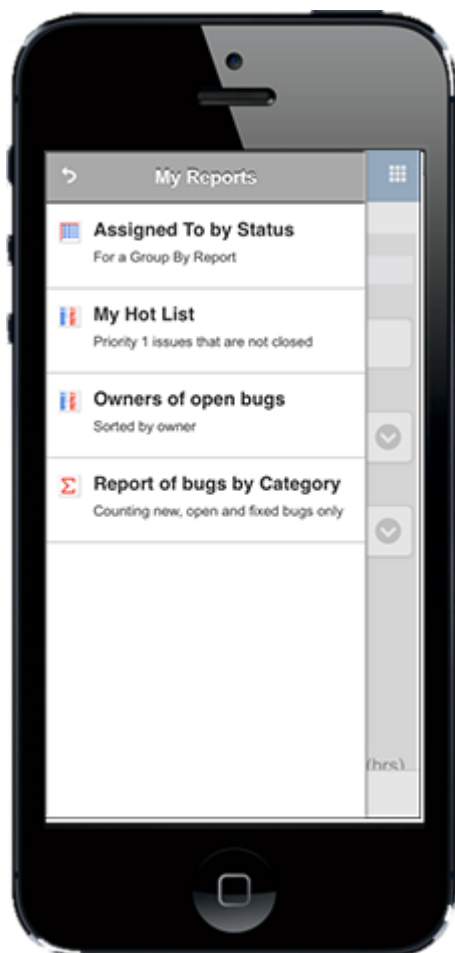 My Reports
Assigned To by Status
For a Group By Report
My Hot List
Priority 1 issues that are not closed
Owners of open bugs
Sorted by owner
Σ Report of bugs by Category
Counting new, open and fixed bugs only
(hrs)